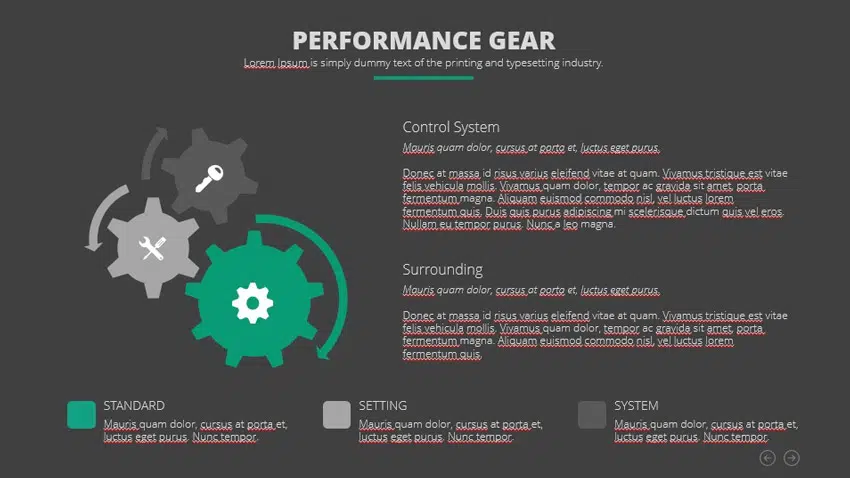 PERFORMANCE GEAR
Lorem Ipsum is simply dummy text of the printing and typesetting industry.
Control System
Mauris quam dolor, cursus at porta et, luctus eget purus.
Donec at massa id risus varius eleifend vitae at quam. Vivamus tristique est vitae
felis vehicula mollis. Vivamus quam dolor, tempor ac gravida sit amet, porta
fermentum magna. Aliquam euismod commodo nisl, vel luctus lorem
fermentum quis. Duis quis purus adipiscing mi scelerisque dictum quis vel eros.
Nullam eu tempor purus. Nunc a leo magna.
Surrounding
Mauris quam dolor, cursus at porta et, luctus eget purus.
Donec at massa id risus varius eleifend vitae at quam. Vivamus tristique est vitae
felis vehicula mollis. Vivamus quam dolor, tempor ac gravida sit amet, porta
fermentum magna. Aliquam euismod commodo nisl, vel luctus lorem
fermentum quis.
STANDARD
Mauris quam dolor, cursus at porta et,
luctus eget purus. Nunc tempor.
SETTING
Mauris quam dolor, cursus at porta et,
luctus eget purus. Nunc tempor.
SYSTEM
Mauris quam dolor, cursus at porta et,
luctus eget purus. Nunc tempor.